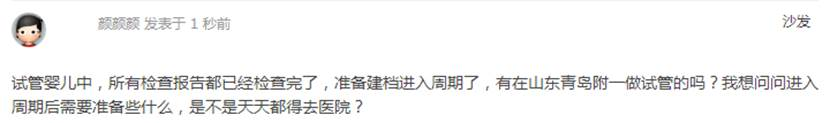 颜颜颜 发表于 1 秒前
沙发
试管婴儿中，所有检查报告都已经检查完了，准备建档进入周期了，有在山东青岛附一做试管的吗？我想问问进入
周期后需要准备些什么，是不是天天都得去医院？